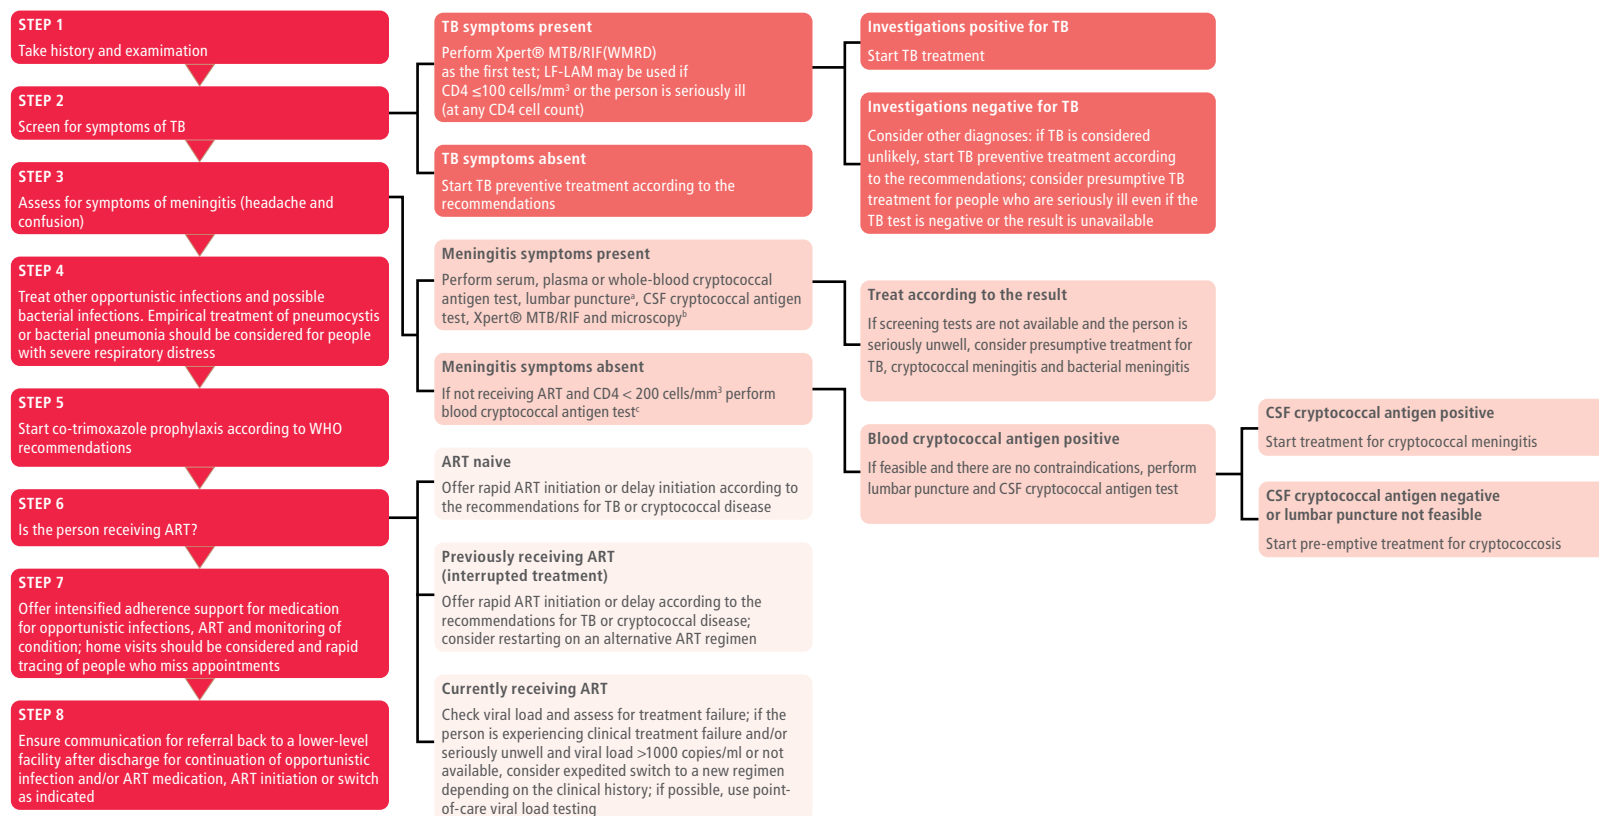 STEP 1
Take history and examimation
STEP 2
Screen for symptoms of TB
STEP 3
Assess for symptoms of meningitis (headache and
confusion)
STEP 4
Treat other opportunistic infections and possible
bacterial infections. Empirical treatment of pneumocystis
or bacterial pneumonia should be considered for people
with severe respiratory distress
STEP 5
Start co-trimoxazole prophylaxis according to WHO
recommendations
STEP 6
Is the person receiving ART?
STEP 7
Offer intensified adherence support for medication
for opportunistic infections, ART and monitoring of
condition; home visits should be considered and rapid
tracing of people who miss appointments
STEP 8
Ensure communication for referral back to a lower-level
facility after discharge for continuation of opportunistic
infection and/or ART medication, ART initiation or switch
as indicated
TB symptoms present
Perform Xpert® MTB/RIF(WMRD)
as the first test; LF-LAM may be used if
CD4 ≤100 cells/mm³ or the person is seriously ill
(at any CD4 cell count)
TB symptoms absent
Start TB preventive treatment according to the
recommendations
Meningitis symptoms present
Perform serum, plasma or whole-blood cryptococcal
antigen test, lumbar punctureᵃ, CSF cryptococcal antigen
test, Xpert® MTB/RIF and microscopyᵇ
Meningitis symptoms absent
If not receiving ART and CD4 < 200 cells/mm³ perform
blood cryptococcal antigen testᶜ
ART naive
Offer rapid ART initiation or delay initiation according to
the recommendations for TB or cryptococcal disease
Previously receiving ART
(interrupted treatment)
Offer rapid ART initiation or delay according to the
recommendations for TB or cryptococcal disease;
consider restarting on an alternative ART regimen
Currently receiving ART
Check viral load and assess for treatment failure; if the
person is experiencing clinical treatment failure and/or
seriously unwell and viral load >1000 copies/ml or not
available, consider expedited switch to a new regimen
depending on the clinical history; if possible, use point-
of-care viral load testing
Investigations positive for TB
Start TB treatment
Investigations negative for TB
Consider other diagnoses: if TB is considered
unlikely, start TB preventive treatment according
to the recommendations; consider presumptive TB
treatment for people who are seriously ill even if the
TB test is negative or the result is unavailable
Treat according to the result
If screening tests are not available and the person is
seriously unwell, consider presumptive treatment for
TB, cryptococcal meningitis and bacterial meningitis
Blood cryptococcal antigen positive
If feasible and there are no contraindications, perform
lumbar puncture and CSF cryptococcal antigen test
CSF cryptococcal antigen positive
Start treatment for cryptococcal meningitis
CSF cryptococcal antigen negative
or lumbar puncture not feasible
Start pre-emptive treatment for cryptococcosis